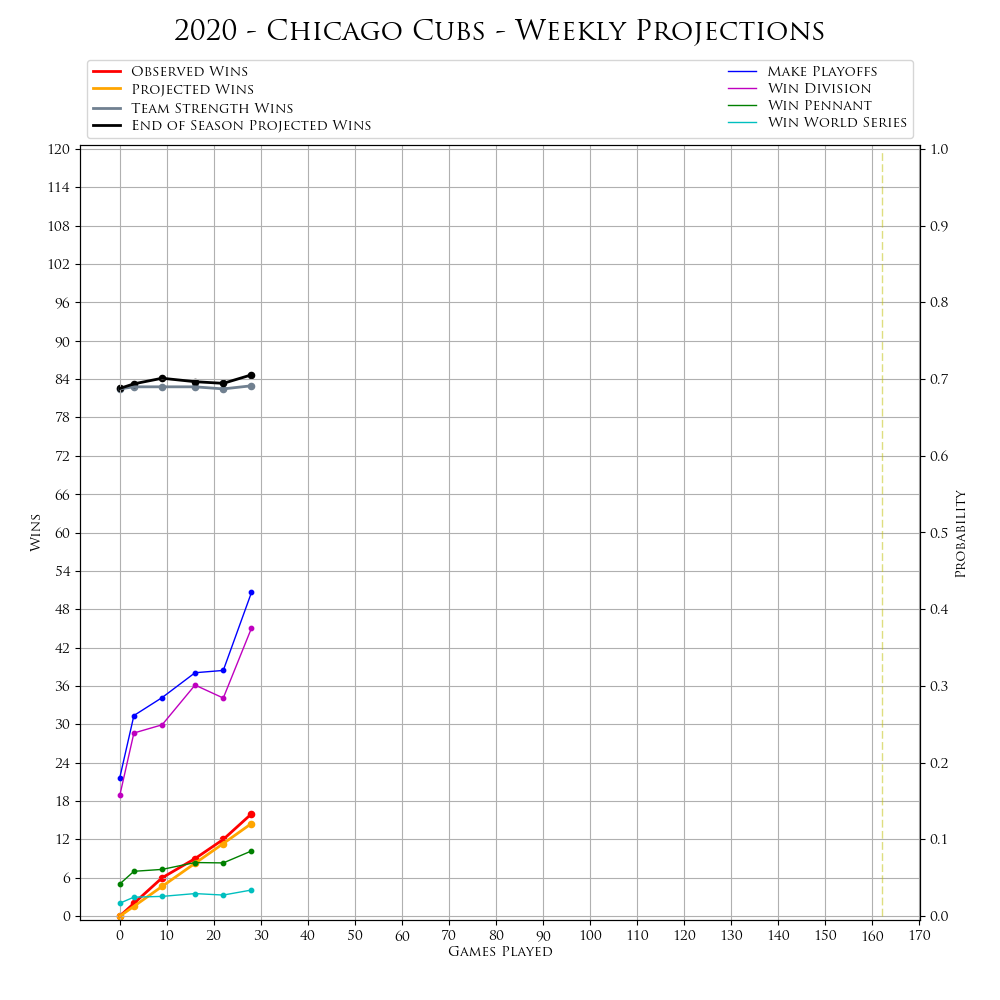 2020 - Chicago Cubs - Weekly Projections
Observed Wins
Projected Wins
Team Strength Wins
End of Season Projected Wins
Make Playoffs
Win Division
Win Pennant
Win World Series
120
114
108
102
96
90
84
78
72
66
60
54
48
42
36
30
24
18
12
6
0
Wins
1.0
0.9
0.8
0.7
0.6
0.5
0.4
0.3
0.2
0.1
0.0
Probability
0 10 20 30 40 50 60 70 80 90 100 110 120 130 140 150 160 170
Games Played